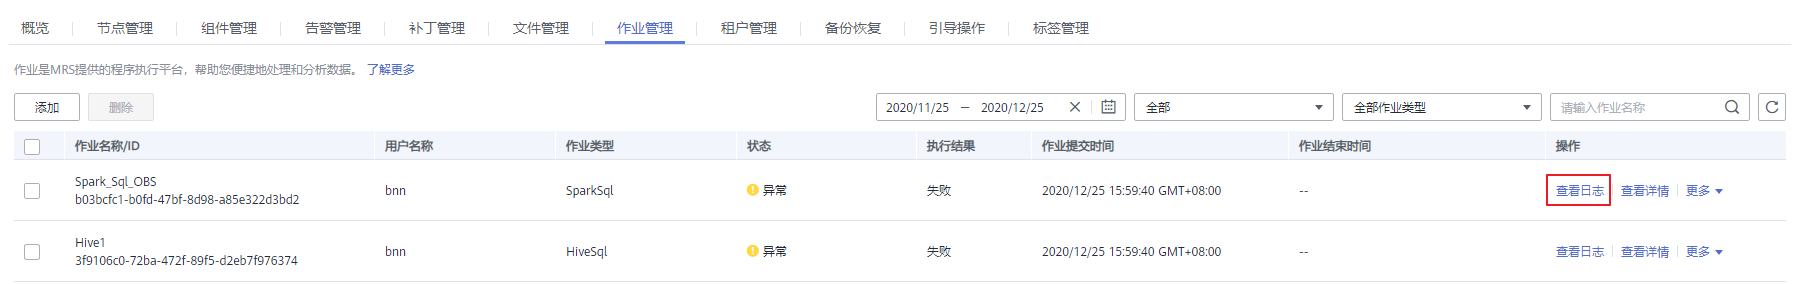 概览 节点管理 组件管理 告警管理 补丁管理 文件管理 作业管理 租户管理 备份恢复 引导操作 标签管理
作业是MRS提供的程序执行平台，帮助您便捷地处理和分析数据。 了解更多
添加 删除 2020/11/25 – 2020/12/25 全部 全部作业类型 请输入作业名称
作业名称/ID 用户名称 作业类型 状态 执行结果 作业提交时间 作业结束时间 操作
Spark_Sql_OBS
b03bcfc1-b0fd-47bf-8d98-a85e322d3bd2 bnn SparkSql 异常 失败 2020/12/25 15:59:40 GMT+08:00 -- 查看日志 查看详情 更多
Hive1
3f9106c0-72ba-472f-89f5-d2eb7f976374 bnn HiveSql 异常 失败 2020/12/25 15:59:40 GMT+08:00 -- 查看日志 查看详情 更多